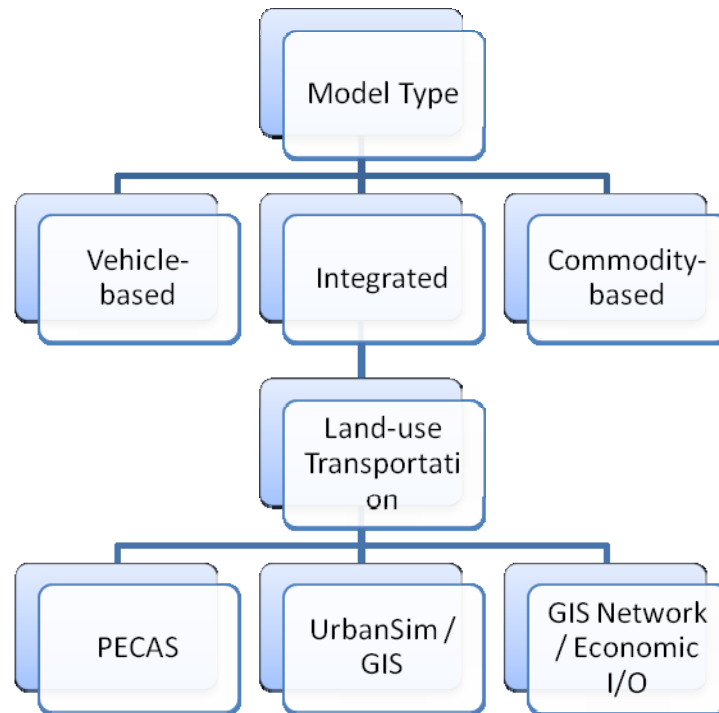 Model Type
Vehicle-
based
Integrated
Commodity-
based
Land-use
Transportati
on
PECAS
UrbanSim /
GIS
GIS Network
/ Economic
I/O